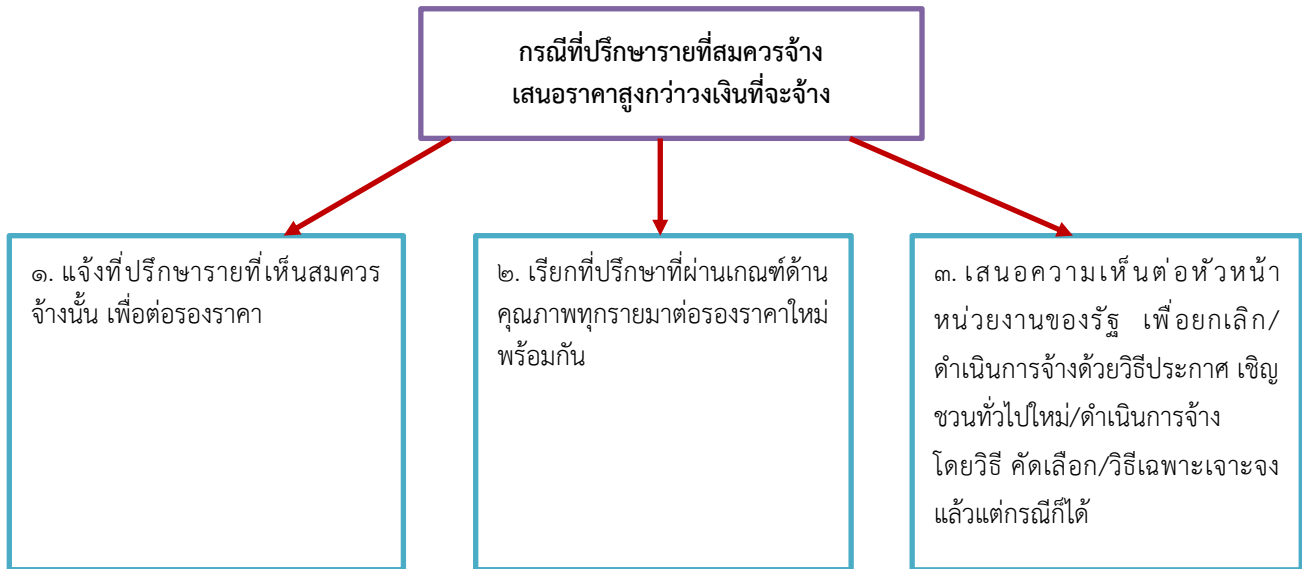 กรณีที่ปรึกษารายที่สมควรจ้าง
เสนอราคาสูงกว่าวงเงินที่จะจ้าง
๑. แจ้งที่ปรึกษารายที่เห็นสมควร
จ้างนั้น เพื่อต่อรองราคา
๒. เรียกที่ปรึกษาที่ผ่านเกณฑ์ด้าน
คุณภาพทุกรายมาต่อรองราคาใหม่
พร้อมกัน
๓. เสนอความเห็นต่อหัวหน้า
หน่วยงานของรัฐ เพื่อยกเลิก/
ดำเนินการจ้างด้วยวิธีประกาศ เชิญ
ชวนทั่วไปใหม่/ดำเนินการจ้าง
โดยวิธี คัดเลือก/วิธีเฉพาะเจาะจง
แล้วแต่กรณีก็ได้